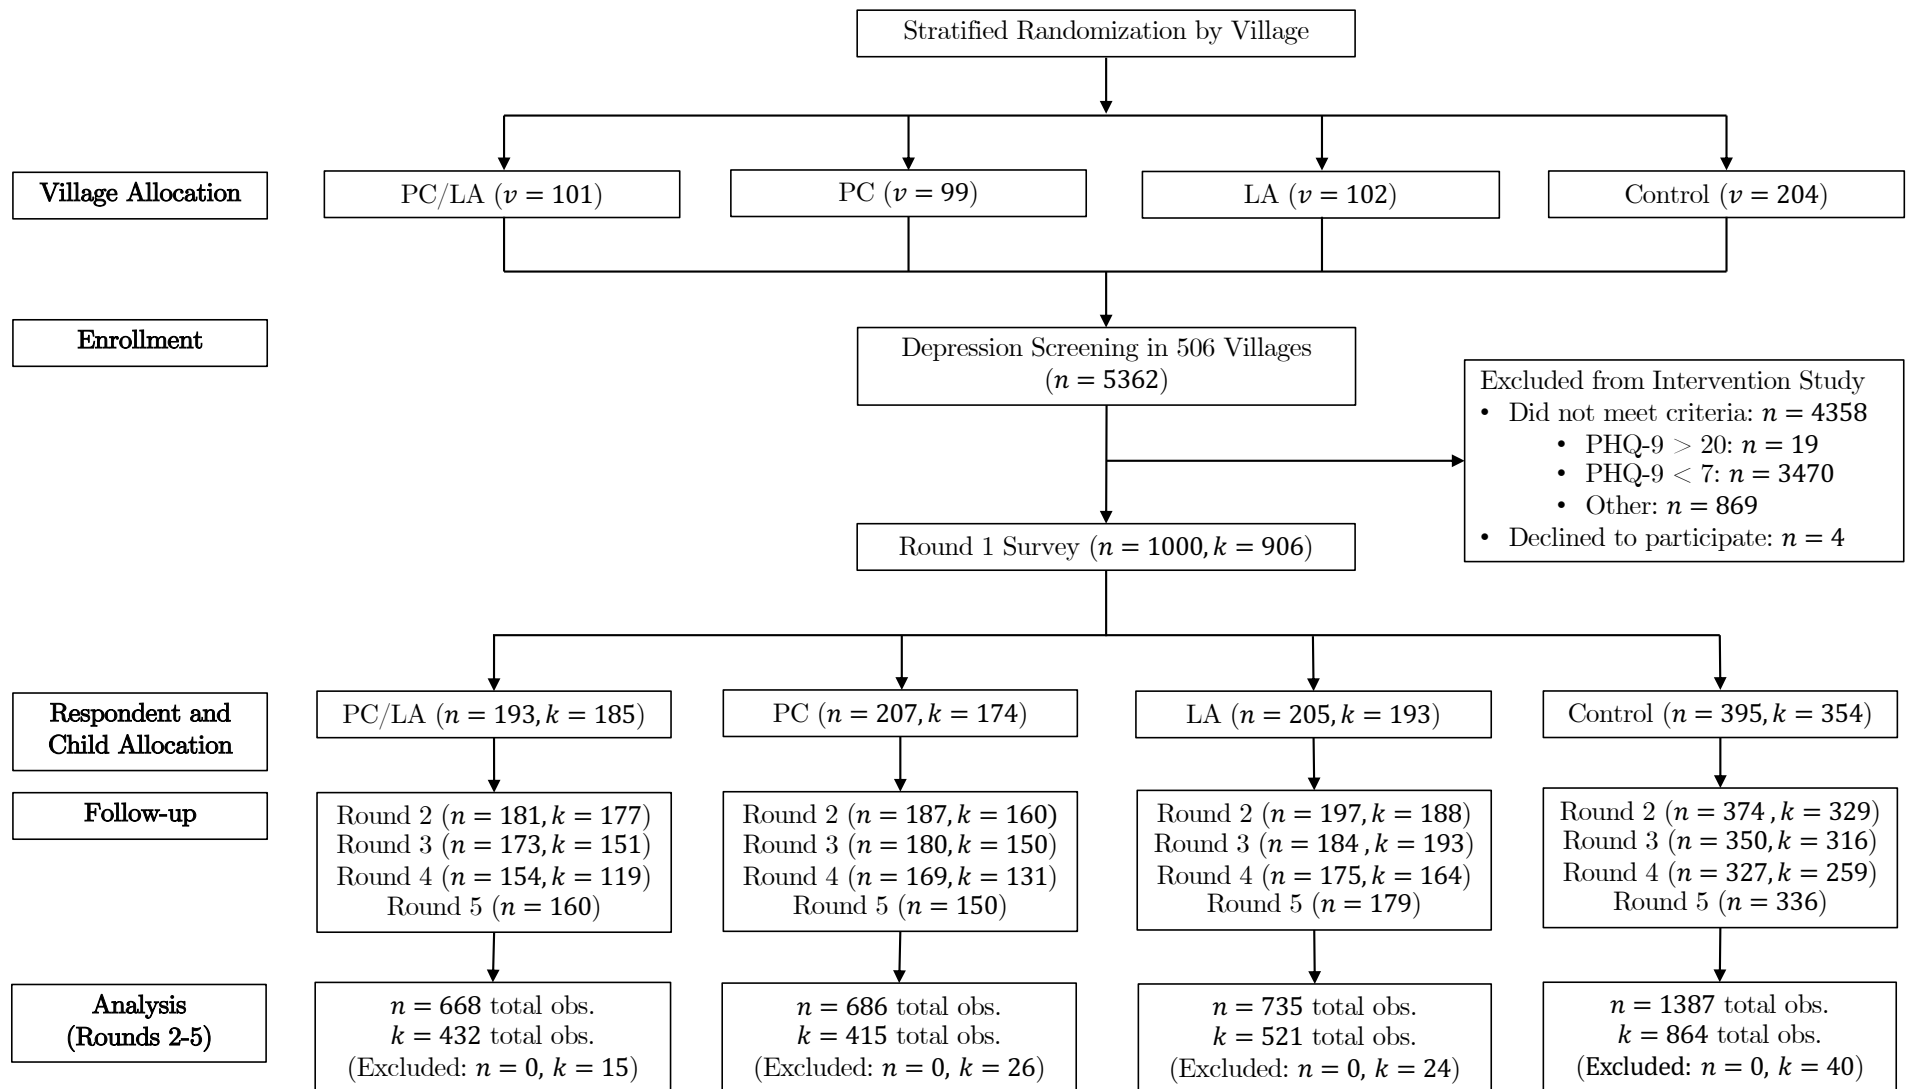 Stratified Randomization by Village
Village Allocation
PC/LA (v = 101)
PC (v = 99)
LA (v = 102)
Control (v = 204)
Enrollment
Depression Screening in 506 Villages
(n = 5362)
Excluded from Intervention Study
• Did not meet criteria: n = 4358
• PHQ-9 > 20: n = 19
• PHQ-9 < 7: n = 3470
• Other: n = 869
• Declined to participate: n = 4
Round 1 Survey (n = 1000, k = 906)
Respondent and
Child Allocation
PC/LA (n = 193, k = 185)
PC (n = 207, k = 174)
LA (n = 205, k = 193)
Control (n = 395, k = 354)
Follow-up
Round 2 (n = 181, k = 177)
Round 3 (n = 173, k = 151)
Round 4 (n = 154, k = 119)
Round 5 (n = 160)
Round 2 (n = 187, k = 160)
Round 3 (n = 180, k = 150)
Round 4 (n = 169, k = 131)
Round 5 (n = 150)
Round 2 (n = 197, k = 188)
Round 3 (n = 184 , k = 193)
Round 4 (n = 175, k = 164)
Round 5 (n = 179)
Round 2 (n = 374 , k = 329)
Round 3 (n = 350, k = 316)
Round 4 (n = 327, k = 259)
Round 5 (n = 336)
Analysis
(Rounds 2-5)
n = 668 total obs.
k = 432 total obs.
(Excluded: n = 0, k = 15)
n = 686 total obs.
k = 415 total obs.
(Excluded: n = 0, k = 26)
n = 735 total obs.
k = 521 total obs.
(Excluded: n = 0, k = 24)
n = 1387 total obs.
k = 864 total obs.
(Excluded: n = 0, k = 40)